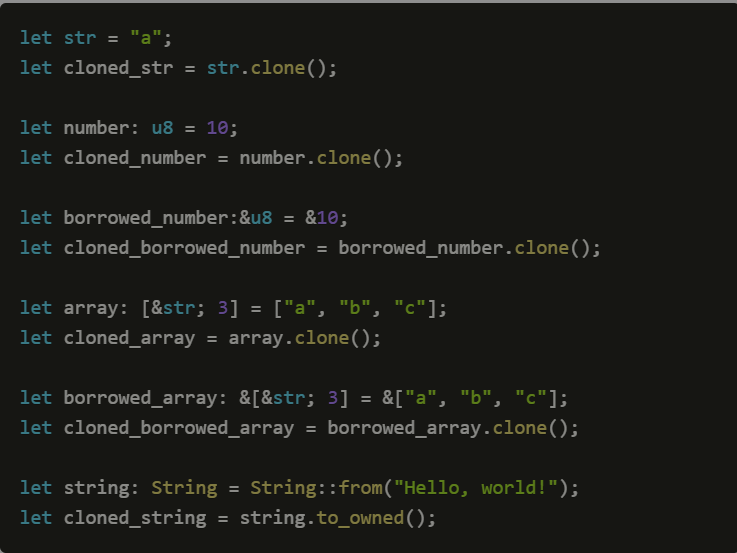 let str = "a";
let cloned_str = str.clone();
let number: u8 = 10;
let cloned_number = number.clone();
let borrowed_number:&u8 = &10;
let cloned_borrowed_number = borrowed_number.clone();
let array: [&str; 3] = ["a", "b", "c"];
let cloned_array = array.clone();
let borrowed_array: &[&str; 3] = &["a", "b", "c"];
let cloned_borrowed_array = borrowed_array.clone();
let string: String = String::from("Hello, world!");
let cloned_string = string.to_owned();